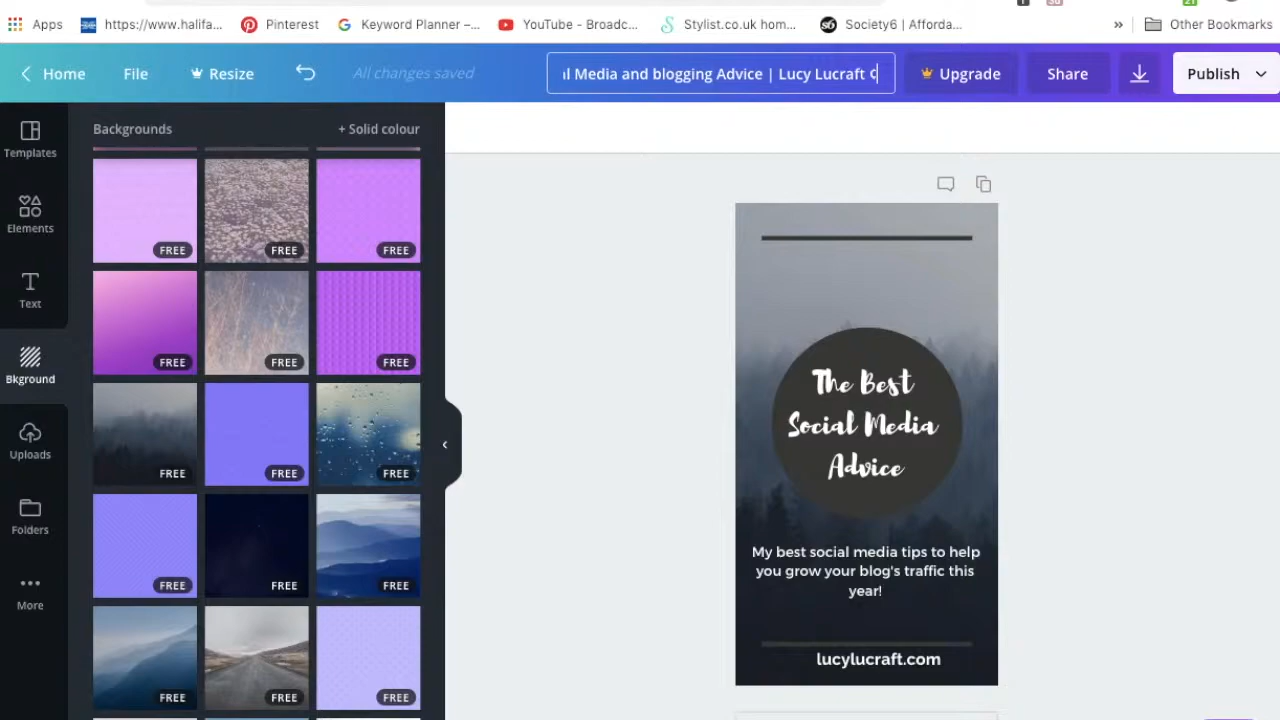 Apps https://www.halifa... Pinterest Keyword Planner –... YouTube - Broadc... Stylist.co.uk hom... Society6 | Afforda... » Other Bookmarks
Home File Resize All changes saved l Media and blogging Advice | Lucy Lucraft C Upgrade Share Publish
Backgrounds + Solid colour
Templates
Elements
Text
Bkground
Uploads
Folders
More
FREE FREE FREE
FREE FREE FREE
FREE FREE FREE
FREE FREE FREE
FREE FREE FREE
The Best
Social Media
Advice
My best social media tips to help
you grow your blog's traffic this
year!
lucylucraft.com